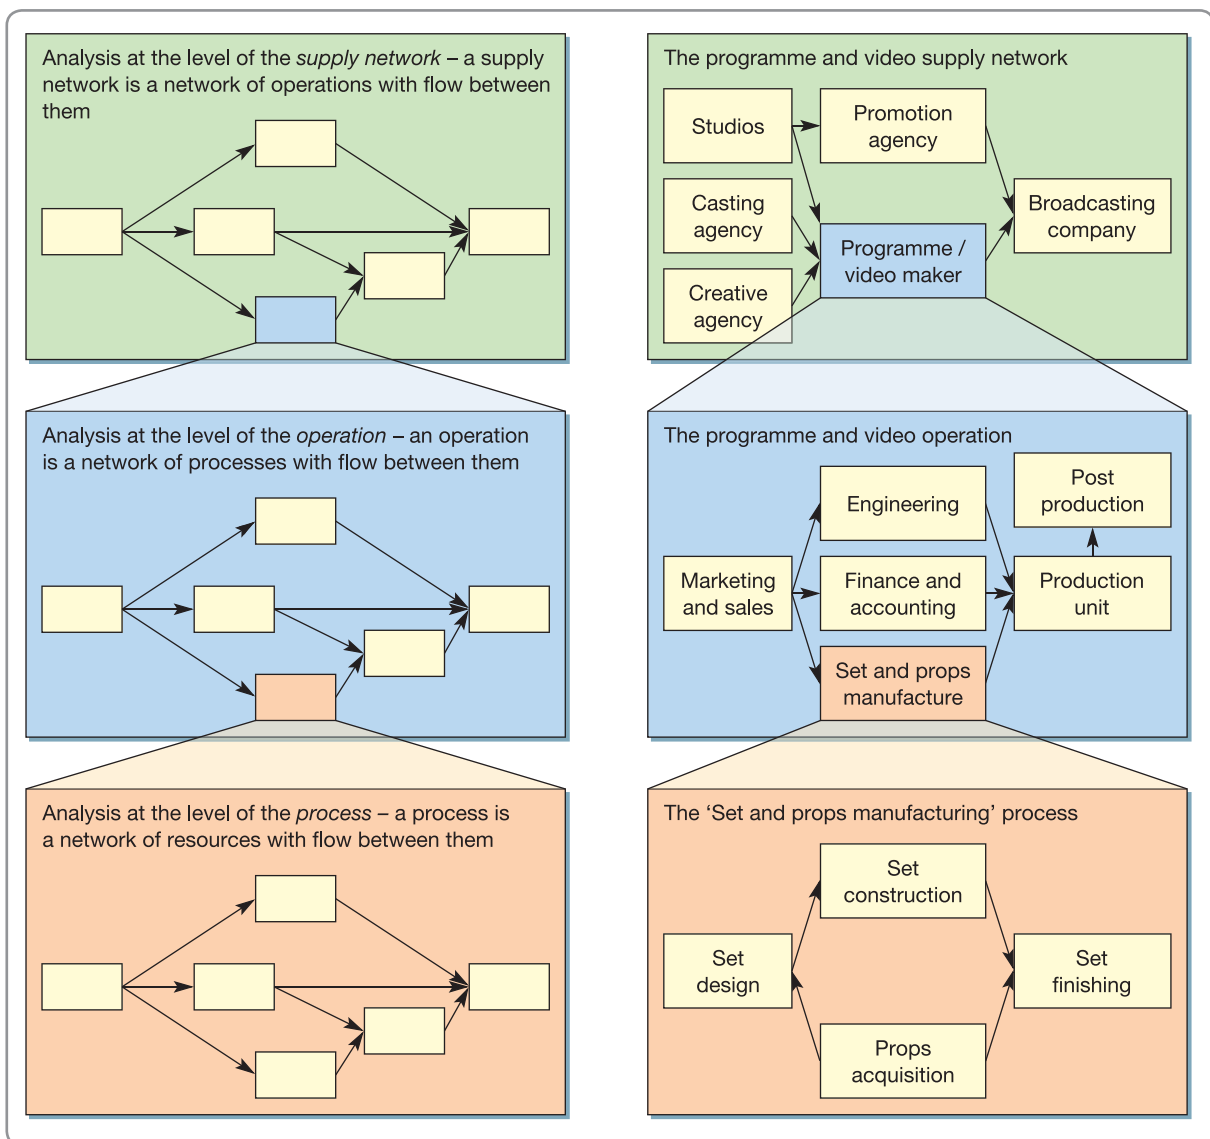 Analysis at the level of the supply network – a supply
network is a network of operations with flow between
them
The programme and video supply network
Studios
Promotion
agency
Casting
agency
Broadcasting
company
Programme /
video maker
Creative
agency
Analysis at the level of the operation – an operation
is a network of processes with flow between them
The programme and video operation
Engineering
Post
production
Marketing
and sales
Finance and
accounting
Production
unit
Set and props
manufacture
Analysis at the level of the process – a process is
a network of resources with flow between them
The ‘Set and props manufacturing’ process
Set
construction
Set
design
Set
finishing
Props
acquisition